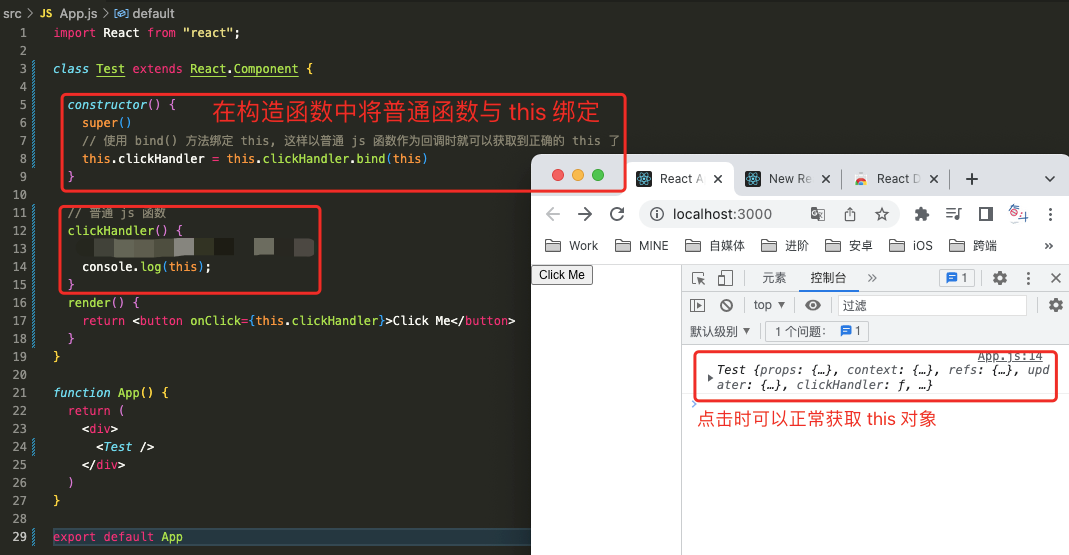 src > JS App.js > default
1 import React from "react";
2
3 class Test extends React.Component {
4
5 constructor() {
在构造函数中将普通函数与 this 绑定
6 super()
7 // 使用 bind() 方法绑定 this, 这样以普通 js 函数作为回调时就可以获取到正确的 this 了
8 this.clickHandler = this.clickHandler.bind(this)
9 }
10
11 // 普通 js 函数
12 clickHandler() {
13
14 console.log(this);
15 }
16 render() {
17 return <button onClick={this.clickHandler}>Click Me</button>
18 }
19 }
20
21 function App() {
22 return (
23 <div>
24 <Test />
25 </div>
26 )
27 }
28
29 export default App
React A
New Re
React D
localhost:3000
Work MINE 自媒体 进阶 安卓 iOS 跨端 »
Click Me
元素 控制台 » 1
top ▼ 过滤
默认级别 ▼ 1 个问题: 1
App.js:14
Test {props: {…}, context: {…}, refs: {…}, upd
ater: {…}, clickHandler: ƒ, …}
点击时可以正常获取 this 对象